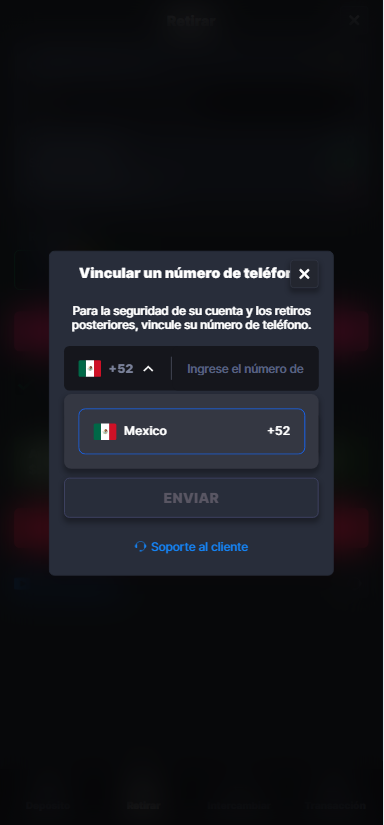 Retirar
Vincular un número de teléfon
Para la seguridad de su cuenta y los retiros
posteriores, vincule su número de teléfono.
+52
Ingrese el número de
Mexico
+52
ENVIAR
Soporte al cliente